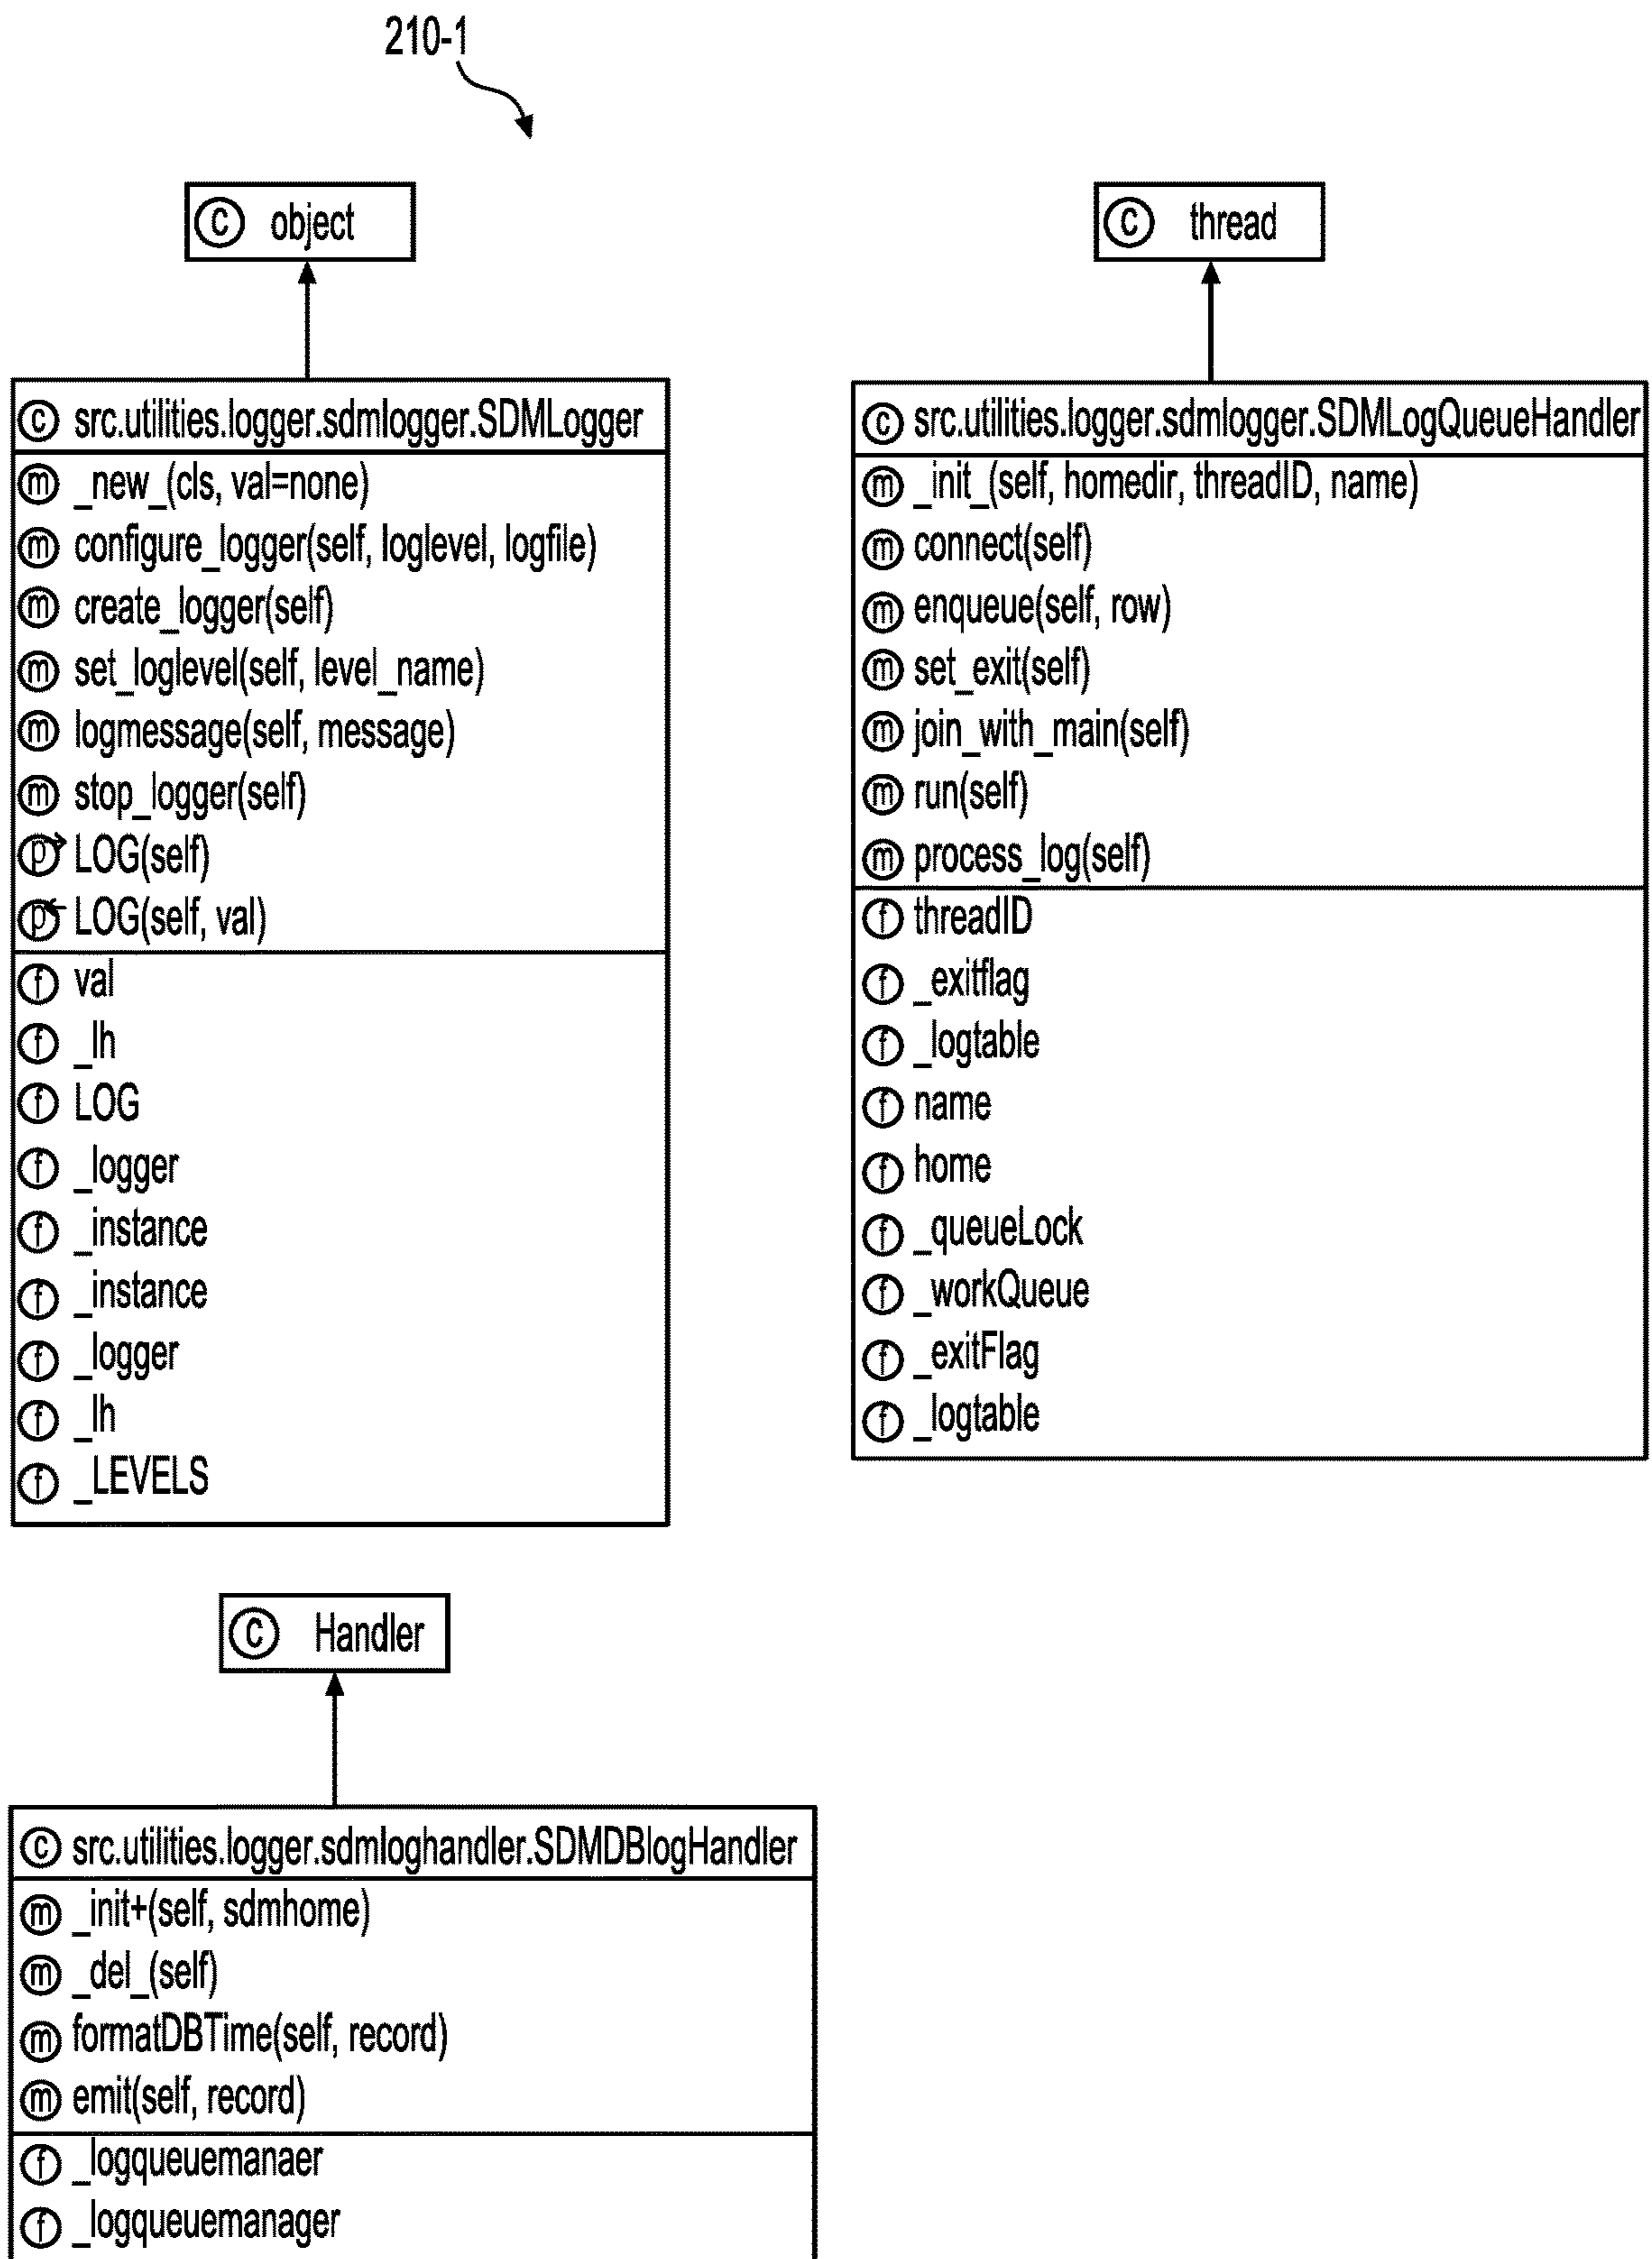 210-1
C object
C src.utilities.logger.sdmlogger.SDMLogger
m _new_(cls, val=none)
m configure_logger(self, loglevel, logfile)
m create_logger(self)
m set_loglevel(self, level_name)
m logmessage(self, message)
m stop_logger(self)
p LOG(self)
p LOG(self, val)
f val
f _lh
f LOG
f _logger
f _instance
f _instance
f _logger
f _lh
f _LEVELS
C thread
C src.utilities.logger.sdmlogger.SDMLogQueueHandler
m _init_(self, homedir, threadID, name)
m connect(self)
m enqueue(self, row)
m set_exit(self)
m join_with_main(self)
m run(self)
m process_log(self)
f threadID
f _exitflag
f _logtable
f name
f home
f _queueLock
f _workQueue
f _exitFlag
f _logtable
C Handler
C src.utilities.logger.sdmloghandler.SDMDBlogHandler
m _init+(self, sdmhome)
m _del_(self)
m formatDBTime(self, record)
m emit(self, record)
f _logqueuemanaer
f _logqueuemanager